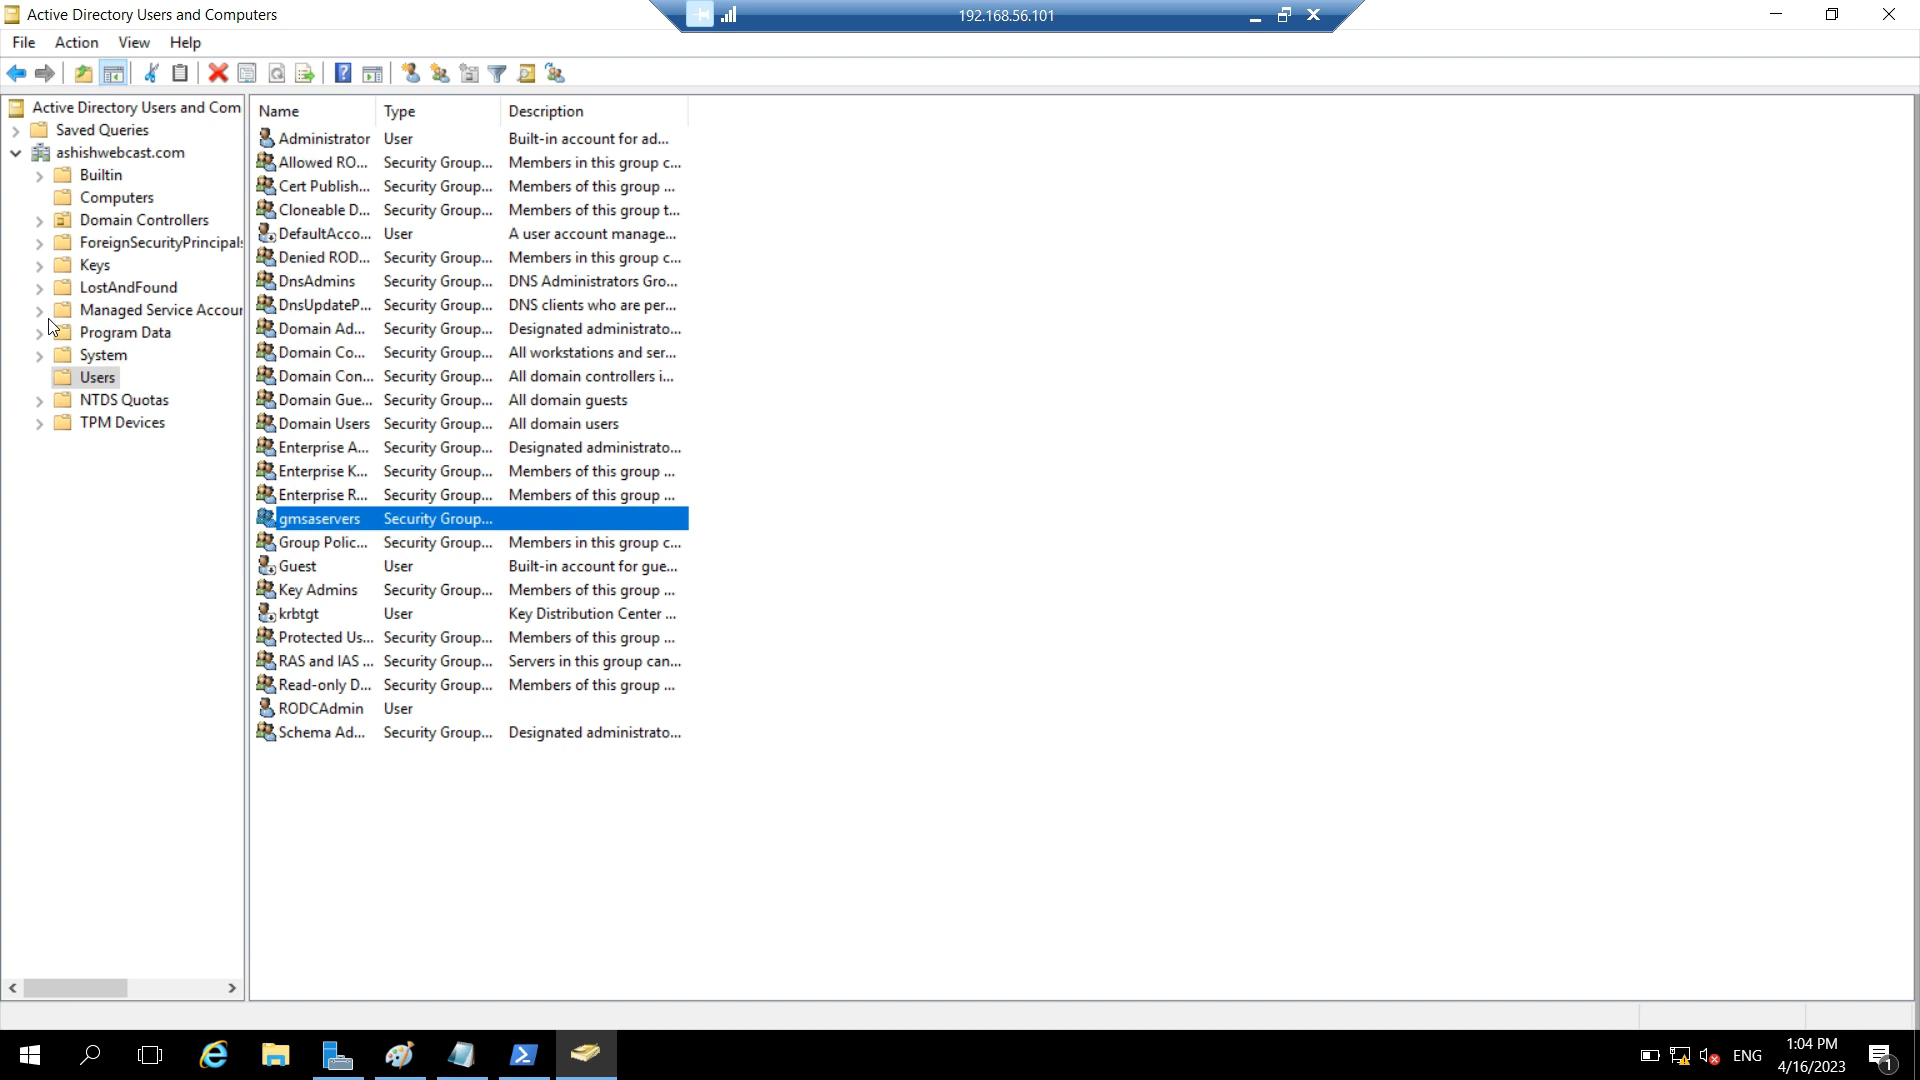 Active Directory Users and Computers
192.168.56.101
File Action View Help
Active Directory Users and Com
Saved Queries
ashishwebcast.com
Builtin
Computers
Domain Controllers
ForeignSecurityPrincipals
Keys
LostAndFound
Managed Service Accour
Program Data
System
Users
NTDS Quotas
TPM Devices
Name Type Description
Administrator User Built-in account for ad...
Allowed RO... Security Group... Members in this group c...
Cert Publish... Security Group... Members of this group ...
Cloneable D... Security Group... Members of this group t...
DefaultAcco... User A user account manage...
Denied ROD... Security Group... Members in this group c...
DnsAdmins Security Group... DNS Administrators Gro...
DnsUpdateP... Security Group... DNS clients who are per...
Domain Ad... Security Group... Designated administrato...
Domain Co... Security Group... All workstations and ser...
Domain Con... Security Group... All domain controllers i...
Domain Gue... Security Group... All domain guests
Domain Users Security Group... All domain users
Enterprise A... Security Group... Designated administrato...
Enterprise K... Security Group... Members of this group ...
Enterprise R... Security Group... Members of this group ...
gmsaservers Security Group...
Group Polic... Security Group... Members in this group c...
Guest User Built-in account for gue...
Key Admins Security Group... Members of this group ...
krbtgt User Key Distribution Center ...
Protected Us... Security Group... Members of this group ...
RAS and IAS ... Security Group... Servers in this group can...
Read-only D... Security Group... Members of this group ...
RODCAdmin User
Schema Ad... Security Group... Designated administrato...
ENG
1:04 PM
4/16/2023
1